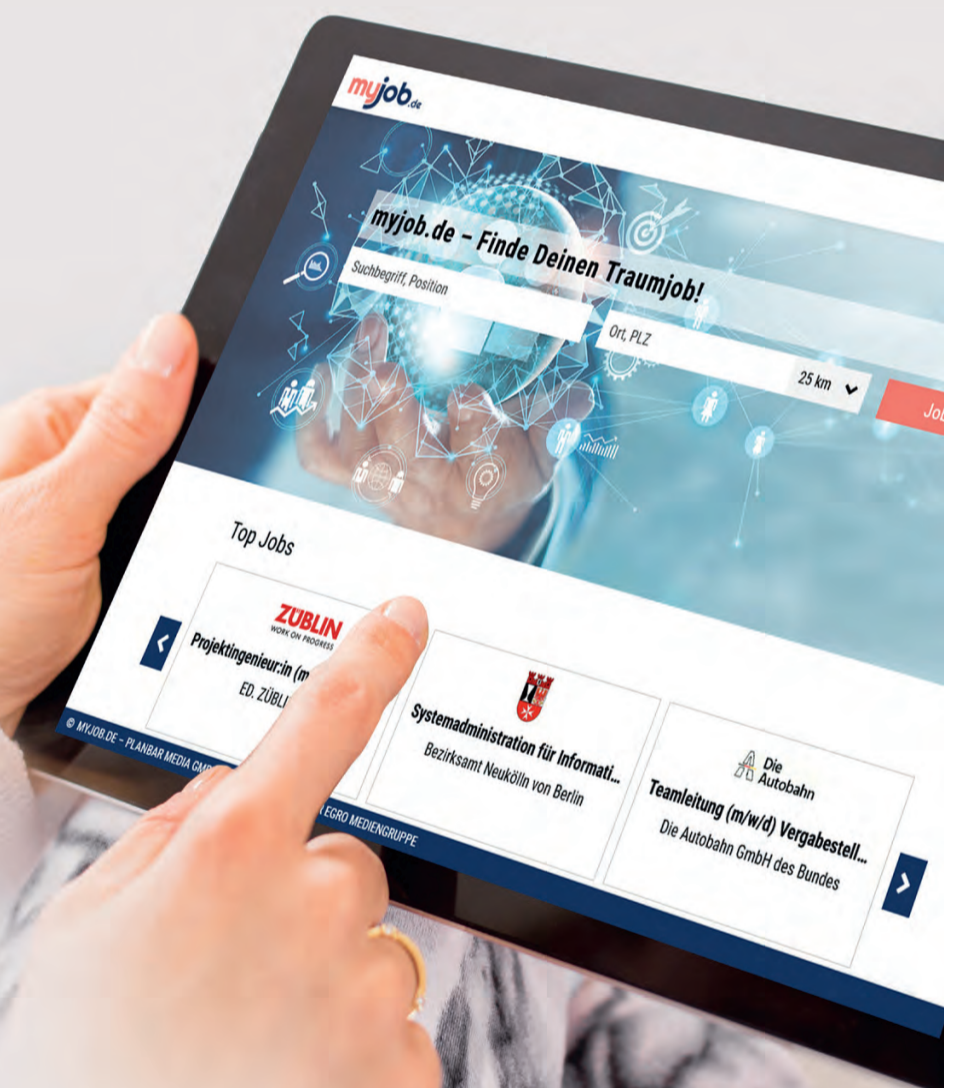 myjob.de
myjob.de – Finde Deinen Traumjob!
Suchbegriff, Position
Ort, PLZ
25 km
Top Jobs
ZÜBLIN
WORK ON PROGRESS
Projektingenieur:in
ED.
Systemadministration für Informati...
Bezirksamt Neukölln von Berlin
Die
Autobahn
Teamleitung (m/w/d) Vergabestell...
Die Autobahn GmbH des Bundes
© MYJOB.DE – PLANBAR MEDIA
EGRO MEDIENGRUPPE